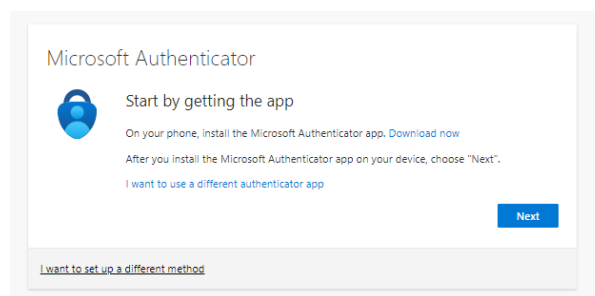 Microsoft Authenticator
Start by getting the app
On your phone, install the Microsoft Authenticator app. Download now
After you install the Microsoft Authenticator app on your device, choose "Next".
I want to use a different authenticator app
Next
I want to set up a different method